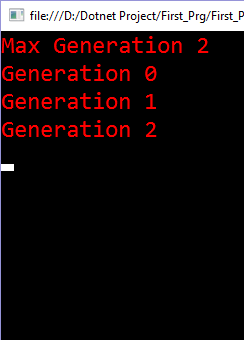 file:///D:/Dotnet Project/First_Prg/First_P
Max Generation 2
Generation 0
Generation 1
Generation 2